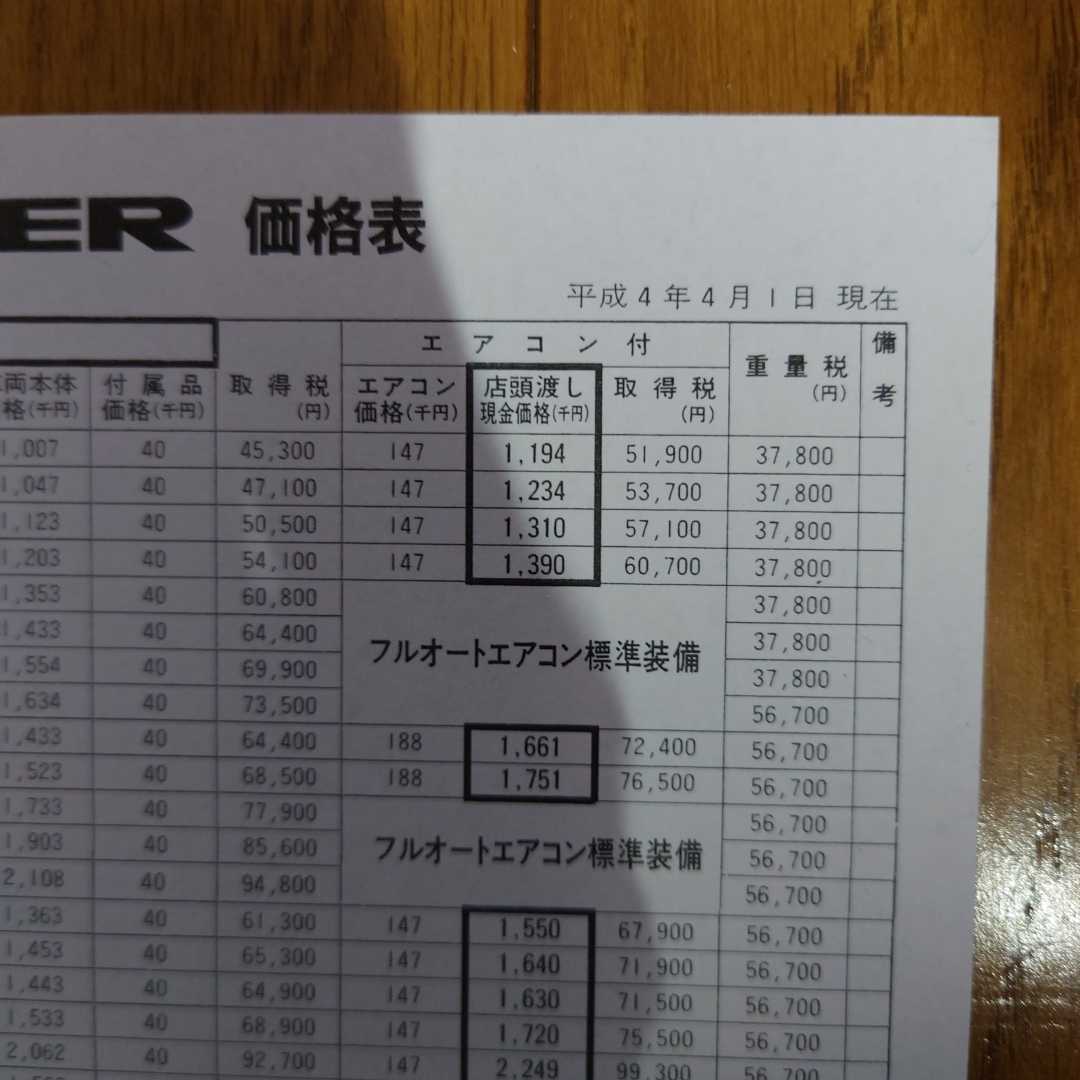 ER 価格表
平成4年4月1日 現在
エアコン付
重量税 (円)
備考
両本体 格(千円)
付属品 価格(千円)
取得税 (円)
エアコン 価格(千円)
店頭渡し 現金価格(千円)
取得税 (円)
1,007 40 45,300 147 1,194 51,900 37,800
1,047 40 47,100 147 1,234 53,700 37,800
1,123 40 50,500 147 1,310 57,100 37,800
1,203 40 54,100 147 1,390 60,700 37,800
1,353 40 60,800 37,800
1,433 40 64,400 37,800
フルオートエアコン標準装備
1,554 40 69,900 37,800
1,634 40 73,500 56,700
1,433 40 64,400 188 1,661 72,400 56,700
1,523 40 68,500 188 1,751 76,500 56,700
1,733 40 77,900 56,700
フルオートエアコン標準装備
1,903 40 85,600 56,700
2,108 40 94,800 56,700
1,363 40 61,300 147 1,550 67,900 56,700
1,453 40 65,300 147 1,640 71,900 56,700
1,443 40 64,900 147 1,630 71,500 56,700
1,533 40 68,900 147 1,720 75,500 56,700
2,062 40 92,700 147 2,249 99,300 56,700